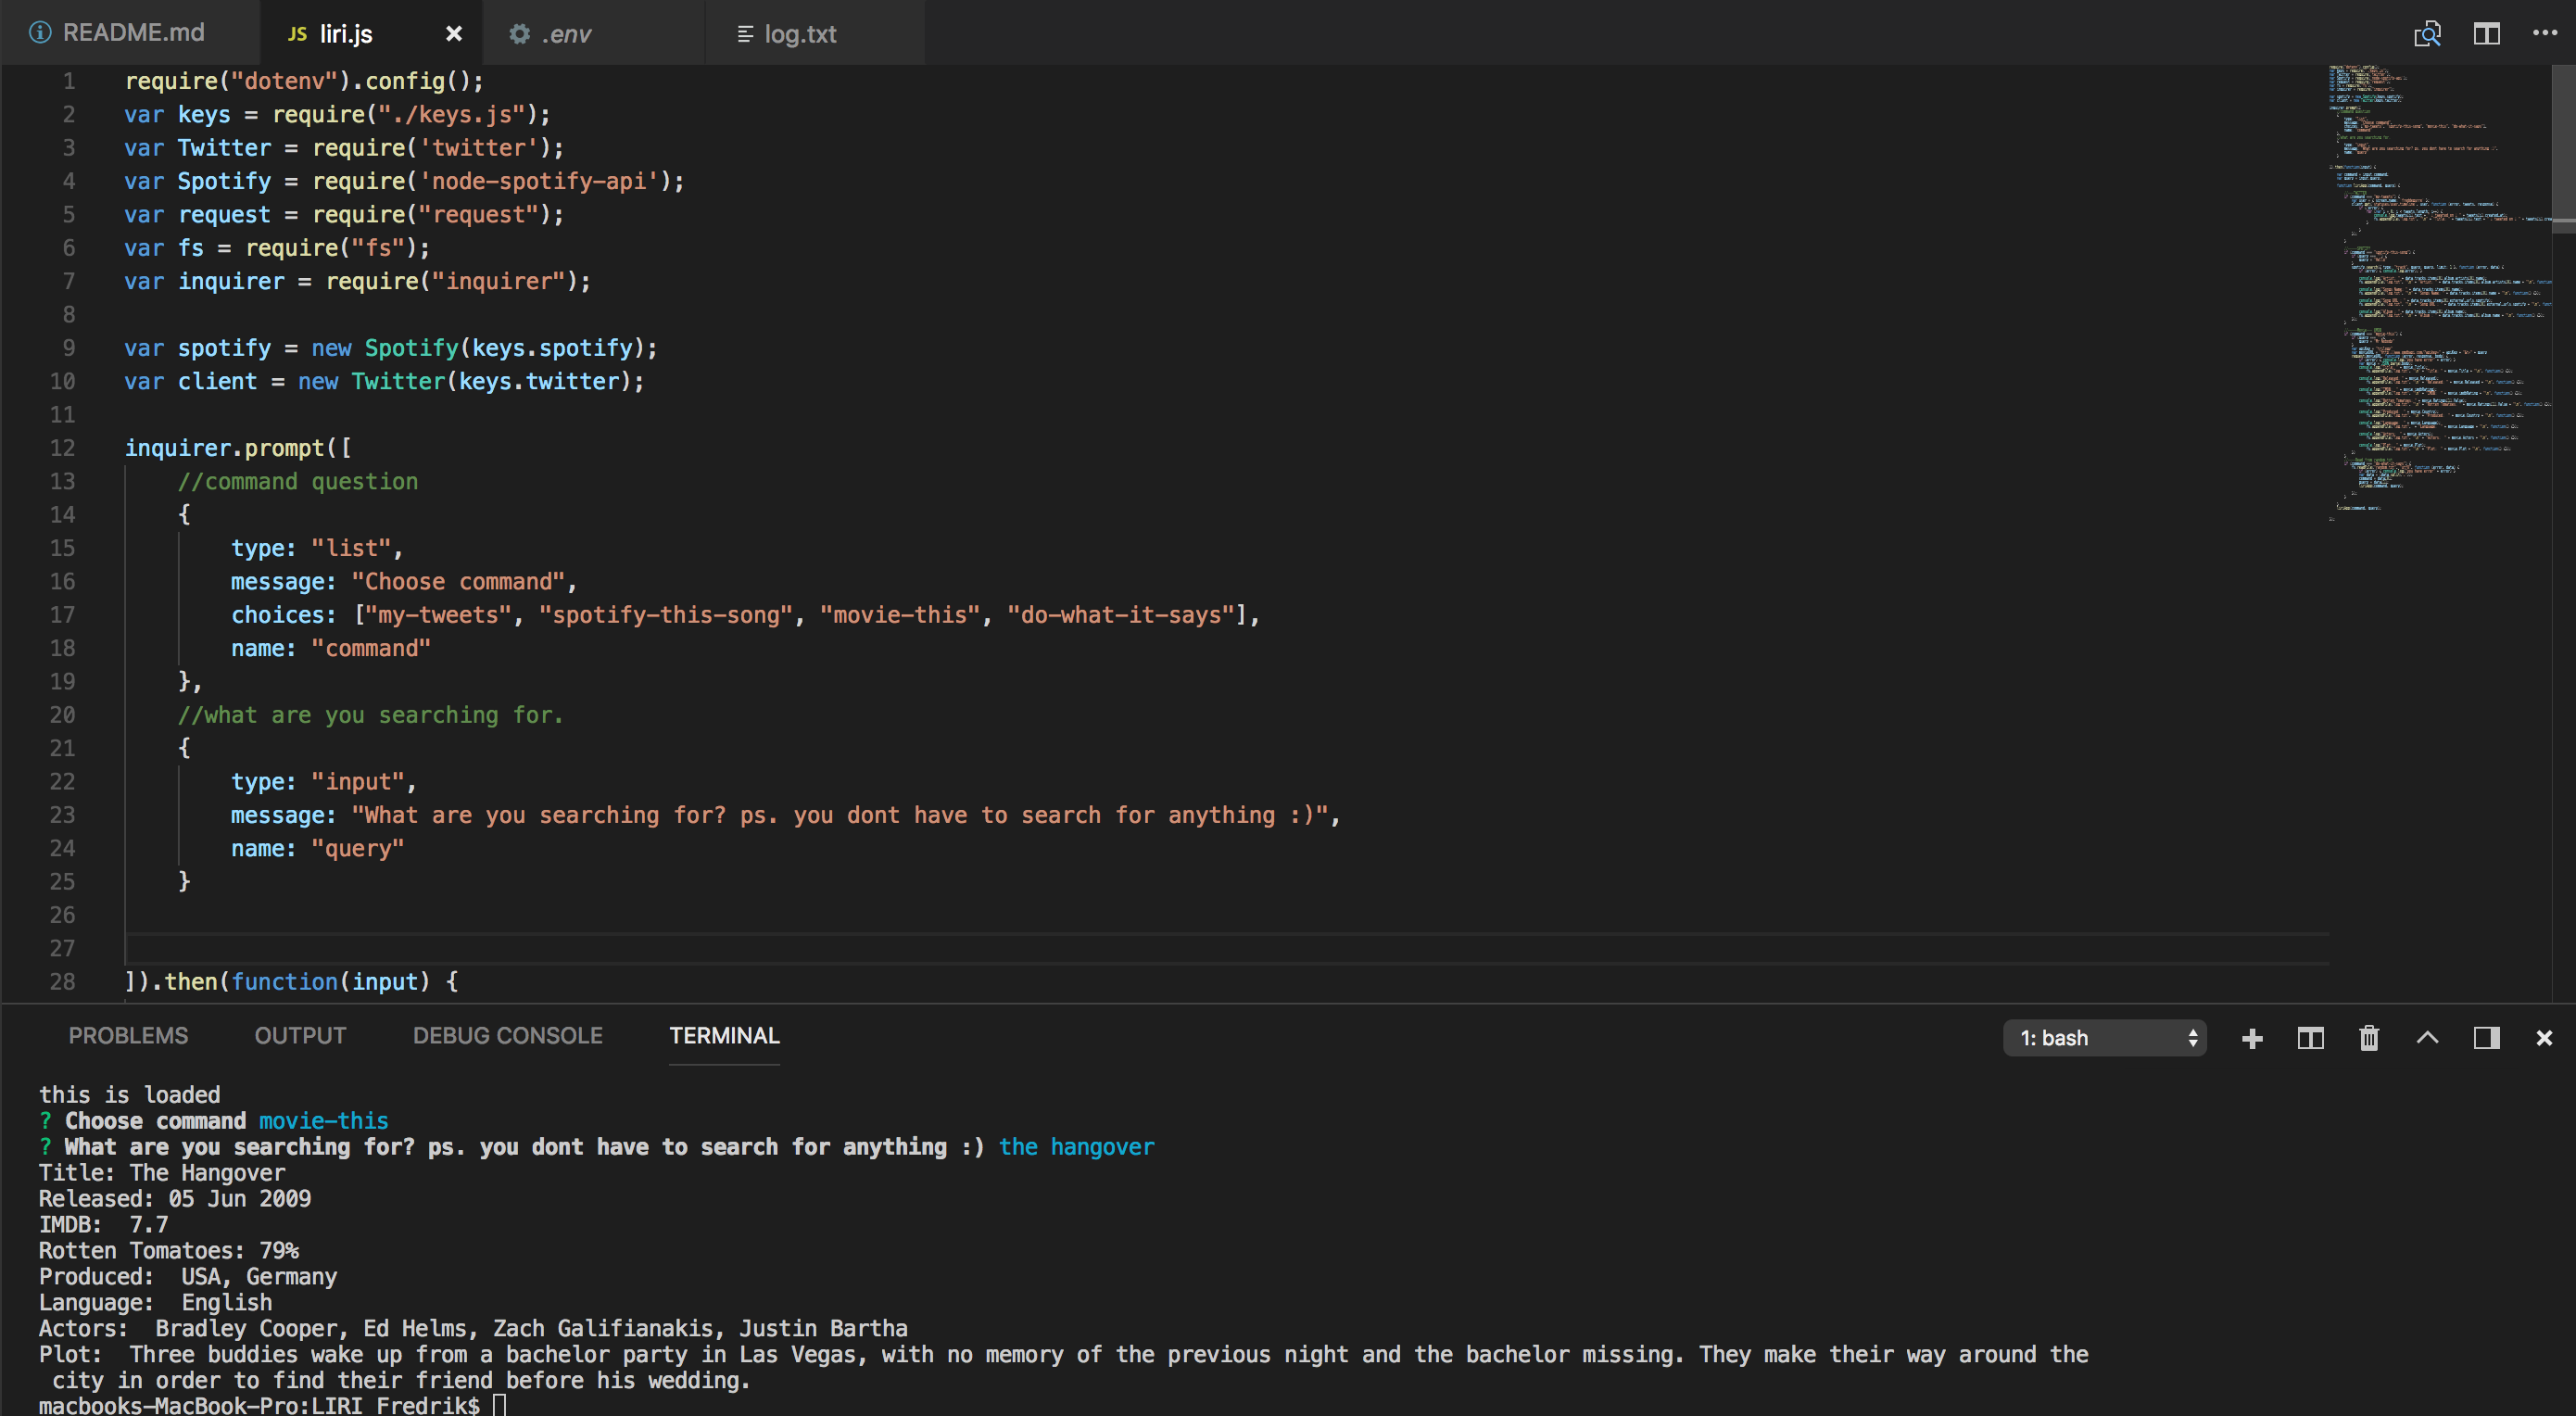 README.md
JS liri.js
.env
log.txt
1 require("dotenv").config();
2 var keys = require("./keys.js");
3 var Twitter = require('twitter');
4 var Spotify = require('node-spotify-api');
5 var request = require("request");
6 var fs = require("fs");
7 var inquirer = require("inquirer");
8
9 var spotify = new Spotify(keys.spotify);
10 var client = new Twitter(keys.twitter);
11
12 inquirer.prompt([
13 //command question
14 {
15 type: "list",
16 message: "Choose command",
17 choices: ["my-tweets", "spotify-this-song", "movie-this", "do-what-it-says"],
18 name: "command"
19 },
20 //what are you searching for.
21 {
22 type: "input",
23 message: "What are you searching for? ps. you dont have to search for anything :)",
24 name: "query"
25 }
26
27
28 ]).then(function(input) {
PROBLEMS OUTPUT DEBUG CONSOLE TERMINAL 1: bash
this is loaded
? Choose command movie-this
? What are you searching for? ps. you dont have to search for anything :) the hangover
Title: The Hangover
Released: 05 Jun 2009
IMDB:  7.7
Rotten Tomatoes: 79%
Produced:  USA, Germany
Language:  English
Actors:  Bradley Cooper, Ed Helms, Zach Galifianakis, Justin Bartha
Plot:  Three buddies wake up from a bachelor party in Las Vegas, with no memory of the previous night and the bachelor missing. They make their way around the
city in order to find their friend before his wedding.
macbooks-MacBook-Pro:LIRI Fredrik$